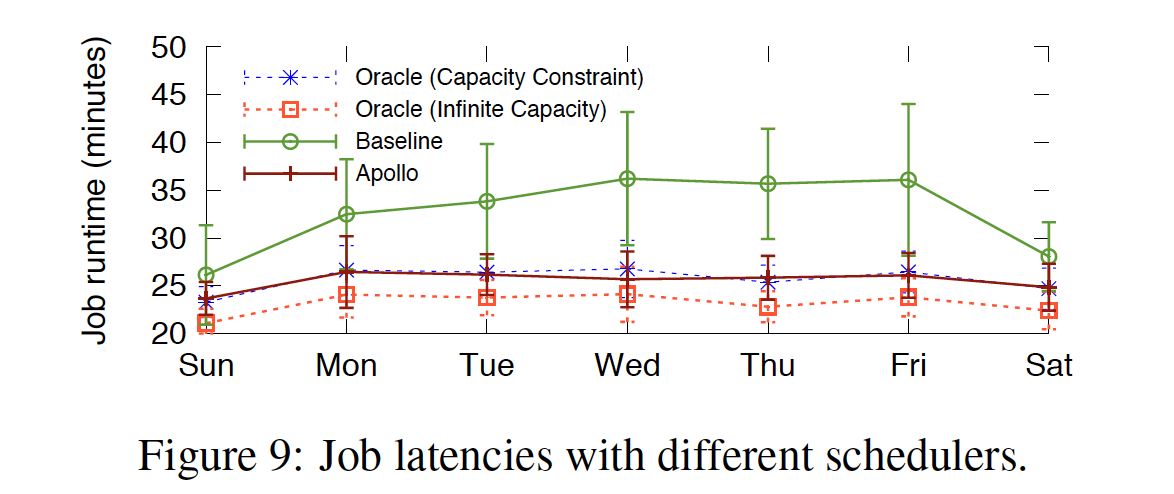 Job runtime (minutes)
50
45
40
35
30
25
20
Oracle (Capacity Constraint)
Oracle (Infinite Capacity)
Baseline
Apollo
Sun Mon Tue Wed Thu Fri Sat
Figure 9: Job latencies with different schedulers.